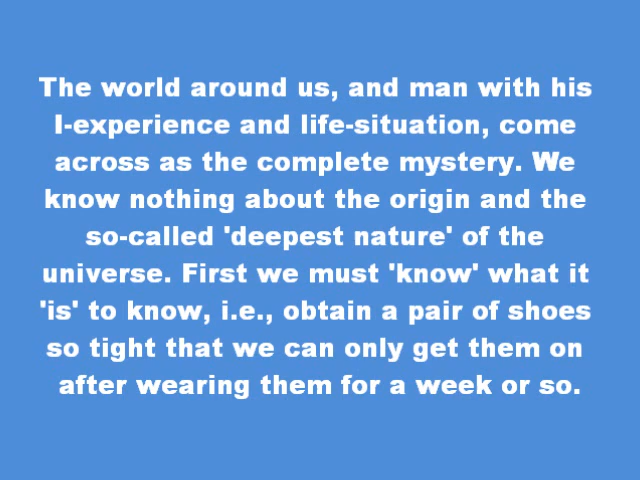 The world around us, and man with his
I-experience and life-situation, come
across as the complete mystery. We
know nothing about the origin and the
so-called 'deepest nature' of the
universe. First we must 'know' what it
'is' to know, i.e., obtain a pair of shoes
so tight that we can only get them on
after wearing them for a week or so.